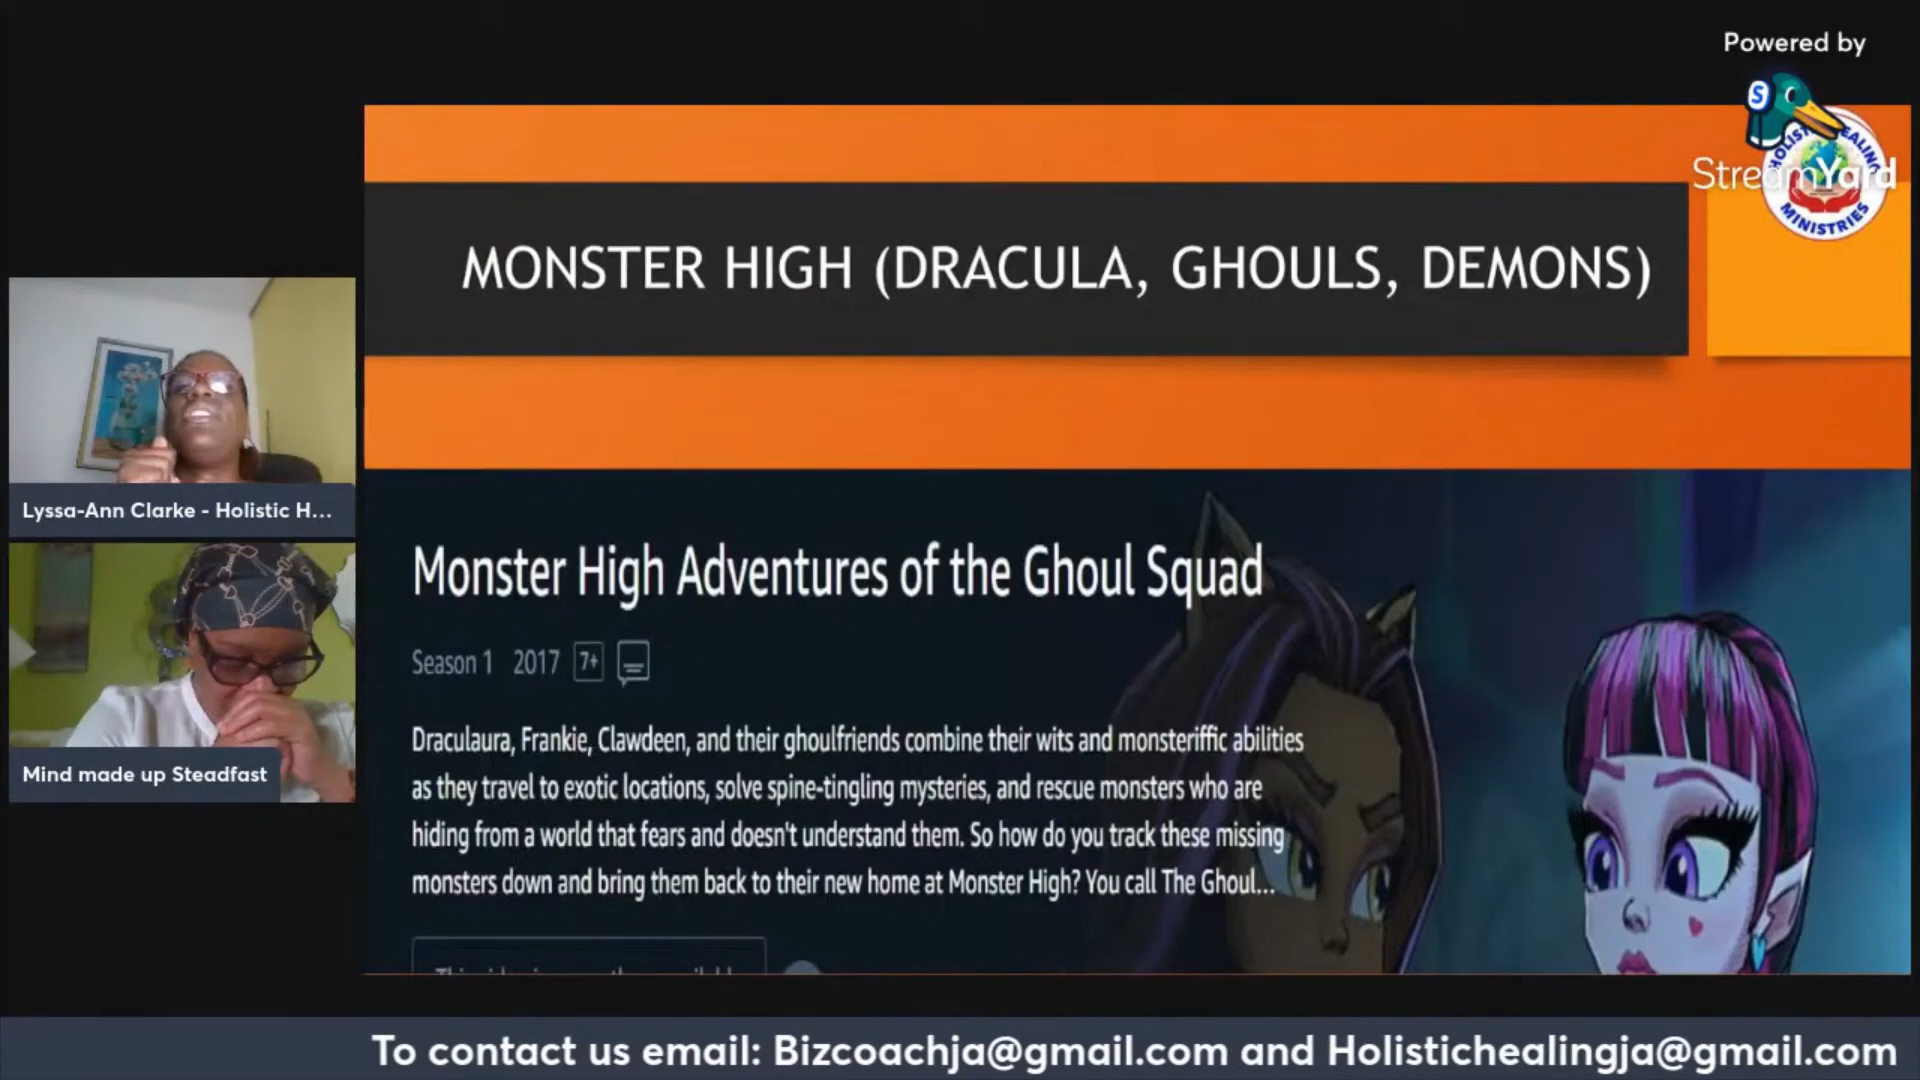 Powered by
S
StreamYard
HOLISTIC HEALING
MINISTRIES
MONSTER HIGH (DRACULA, GHOULS, DEMONS)
Lyssa-Ann Clarke - Holistic H...
Mind made up Steadfast
Monster High Adventures of the Ghoul Squad
Season 1 2017 7+
Draculaura, Frankie, Clawdeen, and their ghoulfriends combine their wits and monsteriffic abilities
as they travel to exotic locations, solve spine-tingling mysteries, and rescue monsters who are
hiding from a world that fears and doesn't understand them. So how do you track these missing
monsters down and bring them back to their new home at Monster High? You call The Ghoul...
To contact us email: Bizcoachja@gmail.com and Holistichealingja@gmail.com